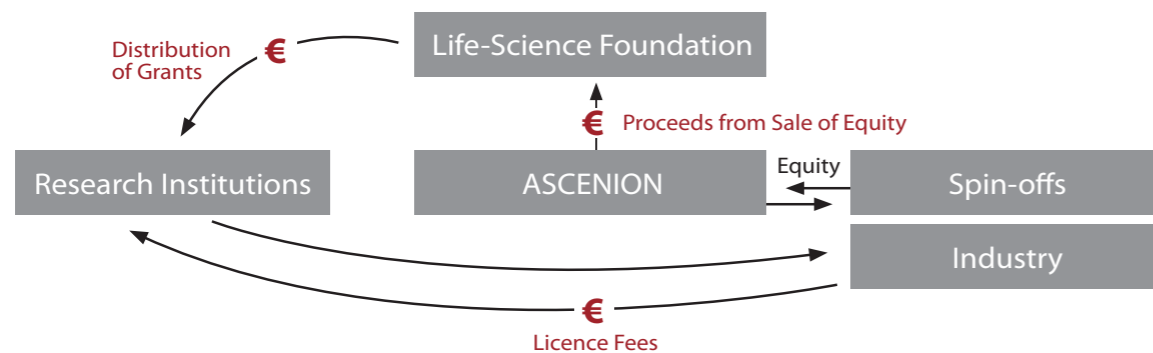 Life-Science Foundation
Distribution
of Grants
€
€
Proceeds from Sale of Equity
Research Institutions
ASCENION
Equity
Spin-offs
Industry
€
Licence Fees